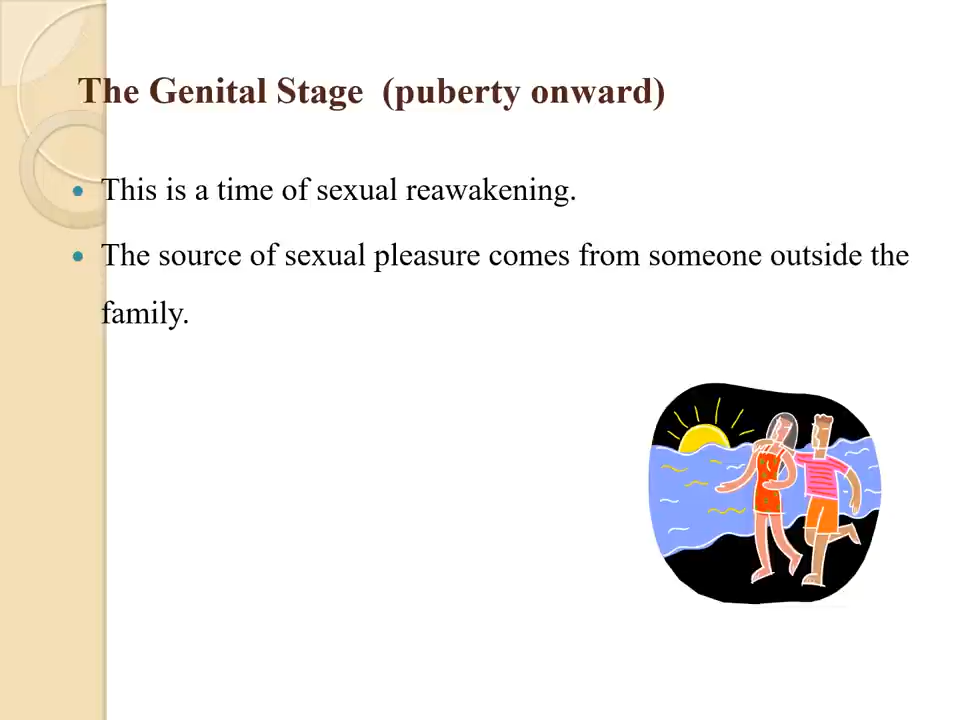 The Genital Stage (puberty onward)
• This is a time of sexual reawakening.
• The source of sexual pleasure comes from someone outside the
family.